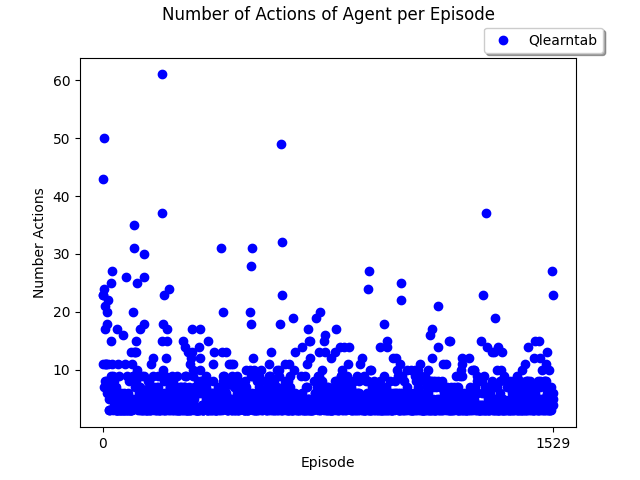 Number of Actions of Agent per Episode
Qlearntab
60
50
40
30
20
10
Number Actions
0 1529
Episode